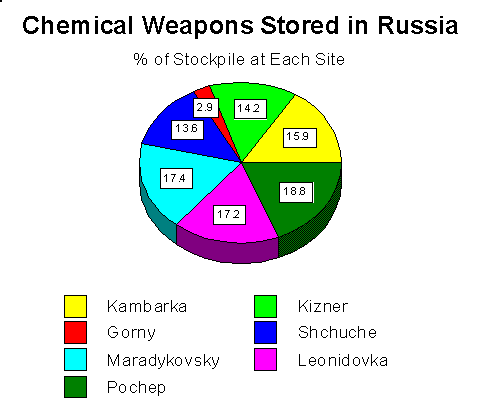 Chemical Weapons Stored in Russia
% of Stockpile at Each Site
2.9
14.2
13.6
15.9
17.4
18.8
17.2
Kambarka
Kizner
Gorny
Shchuche
Maradykovsky
Leonidovka
Pochep